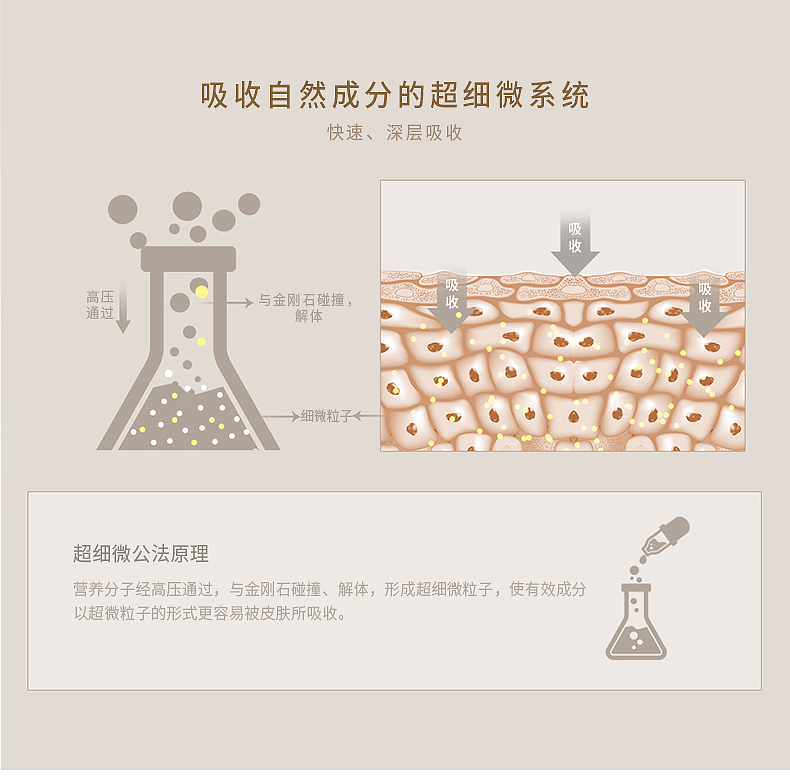 吸收自然成分的超细微系统
快速、深层吸收
高压
通过
与金刚石碰撞，
解体
细微粒子
吸
收
吸
收
吸
收
超细微公法原理
营养分子经高压通过，与金刚石碰撞、解体，形成超细微粒子，使有效成分
以超微粒子的形式更容易被皮肤所吸收。